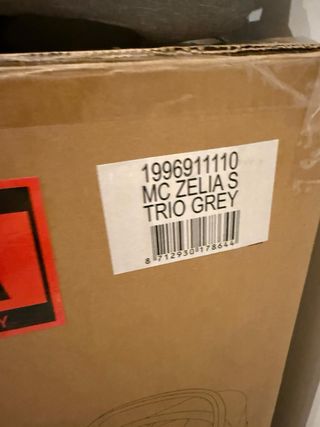 1996911110
MC ZELIA S
TRIO GREY
8 712930 178644